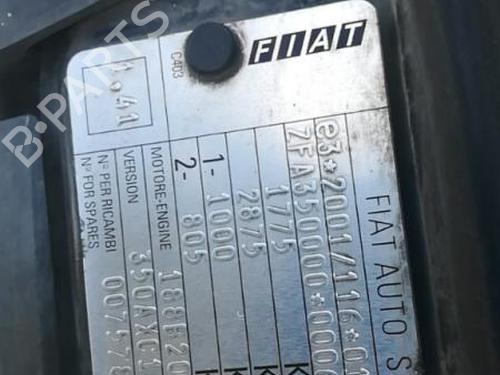 FIAT
C403
FIAT AUTO S
e3*2001/116*01
ZFA350000*000
1775
2875
1- 1000
2- 805
MOTORE-ENGINE
VERSION 350AXC1
N° PER RICAMBI
N° FOR SPARES
1.41
B-PARTS